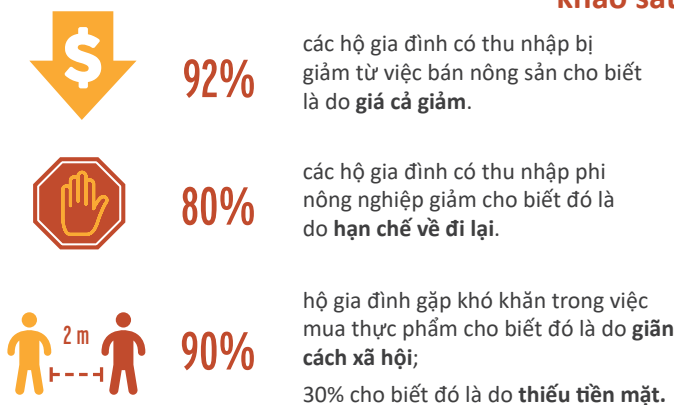 khảo sát
các hộ gia đình có thu nhập bị
92%
giảm từ việc bán nông sản cho biết
là do giá cả giảm.
các hộ gia đình có thu nhập phi
80%
nông nghiệp giảm cho biết đó là
do hạn chế về đi lại.
hộ gia đình gặp khó khăn trong việc
2 m
90%
mua thực phẩm cho biết đó là do giãn
cách xã hội;
30% cho biết đó là do thiếu tiền mặt.
$